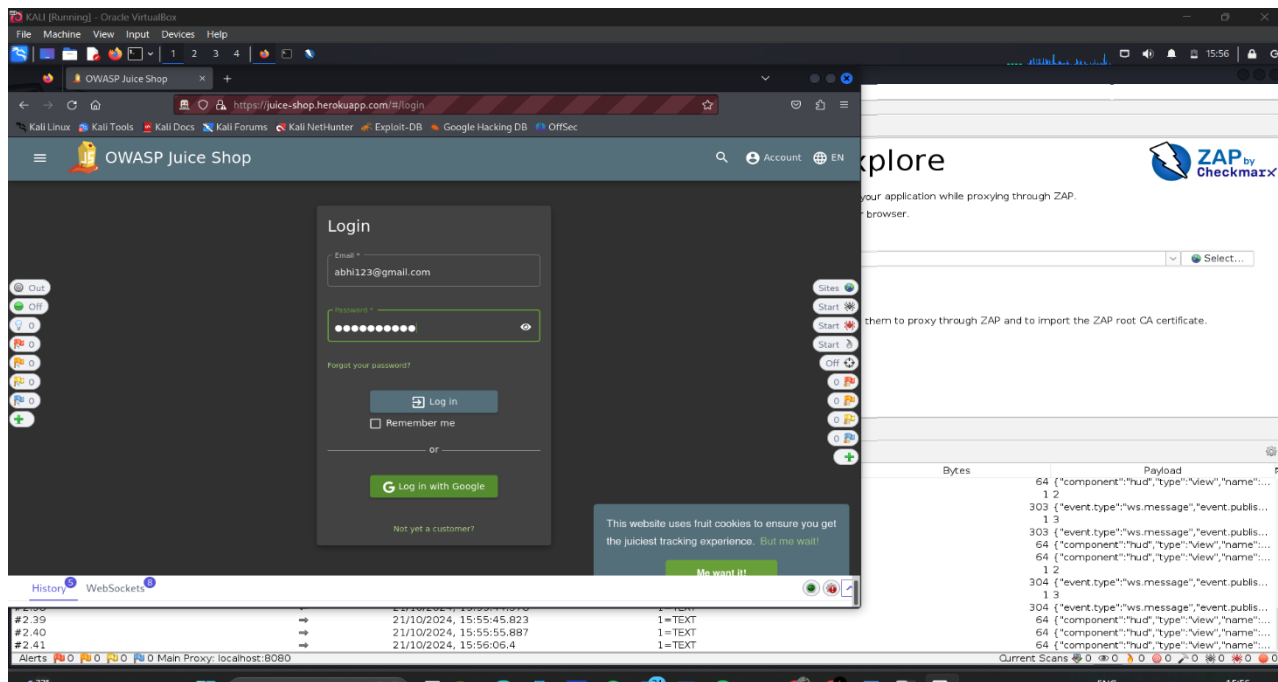 KALI [Running] - Oracle VirtualBox
File Machine View Input Devices Help
1 2 3 4 15:56
OWASP Juice Shop
https://juice-shop.herokuapp.com/#/login
Kali Linux Kali Tools Kali Docs Kali Forums Kali NetHunter Exploit-DB Google Hacking DB OffSec
OWASP Juice Shop Account EN
xplore
ZAP by Checkmarx
your application while proxying through ZAP.
browser.
Select...
them to proxy through ZAP and to import the ZAP root CA certificate.
Login
Email *
abhi123@gmail.com
Password *
Forgot your password?
Log in
Remember me
or
Log in with Google
Not yet a customer?
Out
Off
0
0
0
0
0
Sites
Start
Start
Start
Off
0
0
0
0
This website uses fruit cookies to ensure you get
the juiciest tracking experience. But me wait!
Me want it!
History 5 WebSockets 8
Bytes Payload
64 {"component":"hud","type":"view","name":...
1 2
303 {"event.type":"ws.message","event.publis...
1 3
303 {"event.type":"ws.message","event.publis...
64 {"component":"hud","type":"view","name":...
64 {"component":"hud","type":"view","name":...
1 2
304 {"event.type":"ws.message","event.publis...
1 3
304 {"event.type":"ws.message","event.publis...
#2.39 21/10/2024, 15:55:45.823 1=TEXT 64 {"component":"hud","type":"view","name":...
#2.40 21/10/2024, 15:55:55.887 1=TEXT 64 {"component":"hud","type":"view","name":...
#2.41 21/10/2024, 15:56:06.4 1=TEXT 64 {"component":"hud","type":"view","name":...
Alerts 0 0 0 0 Main Proxy: localhost:8080 Current Scans 0 0 0 0 0 0 0 0